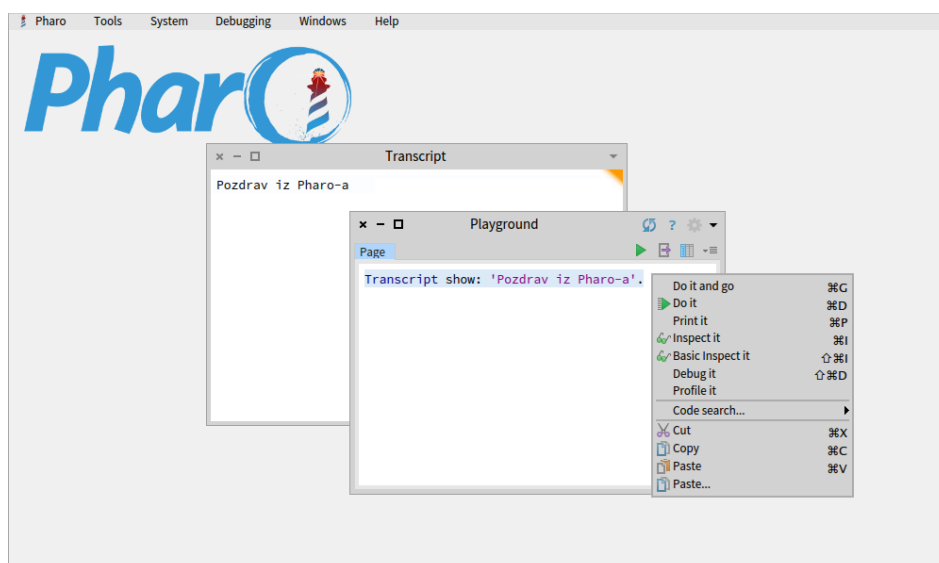 Pharo Tools System Debugging Windows Help
Pharo
Transcript
Pozdrav iz Pharo-a
Playground
?
Page
Transcript show: 'Pozdrav iz Pharo-a'.
Do it and go ⌘G
Do it ⌘D
Print it ⌘P
Inspect it ⌘I
Basic Inspect it ⇧⌘I
Debug it ⇧⌘D
Profile it
Code search...
Cut ⌘X
Copy ⌘C
Paste ⌘V
Paste...